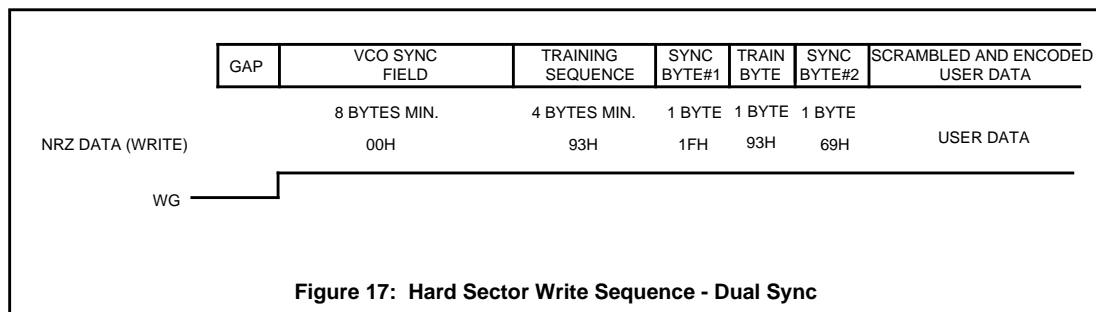 GAP VCO SYNC FIELD TRAINING SEQUENCE SYNC BYTE#1 TRAIN BYTE SYNC BYTE#2 SCRAMBLED AND ENCODED USER DATA
8 BYTES MIN. 4 BYTES MIN. 1 BYTE 1 BYTE 1 BYTE
NRZ DATA (WRITE) 00H 93H 1FH 93H 69H USER DATA
WG
Figure 17: Hard Sector Write Sequence - Dual Sync